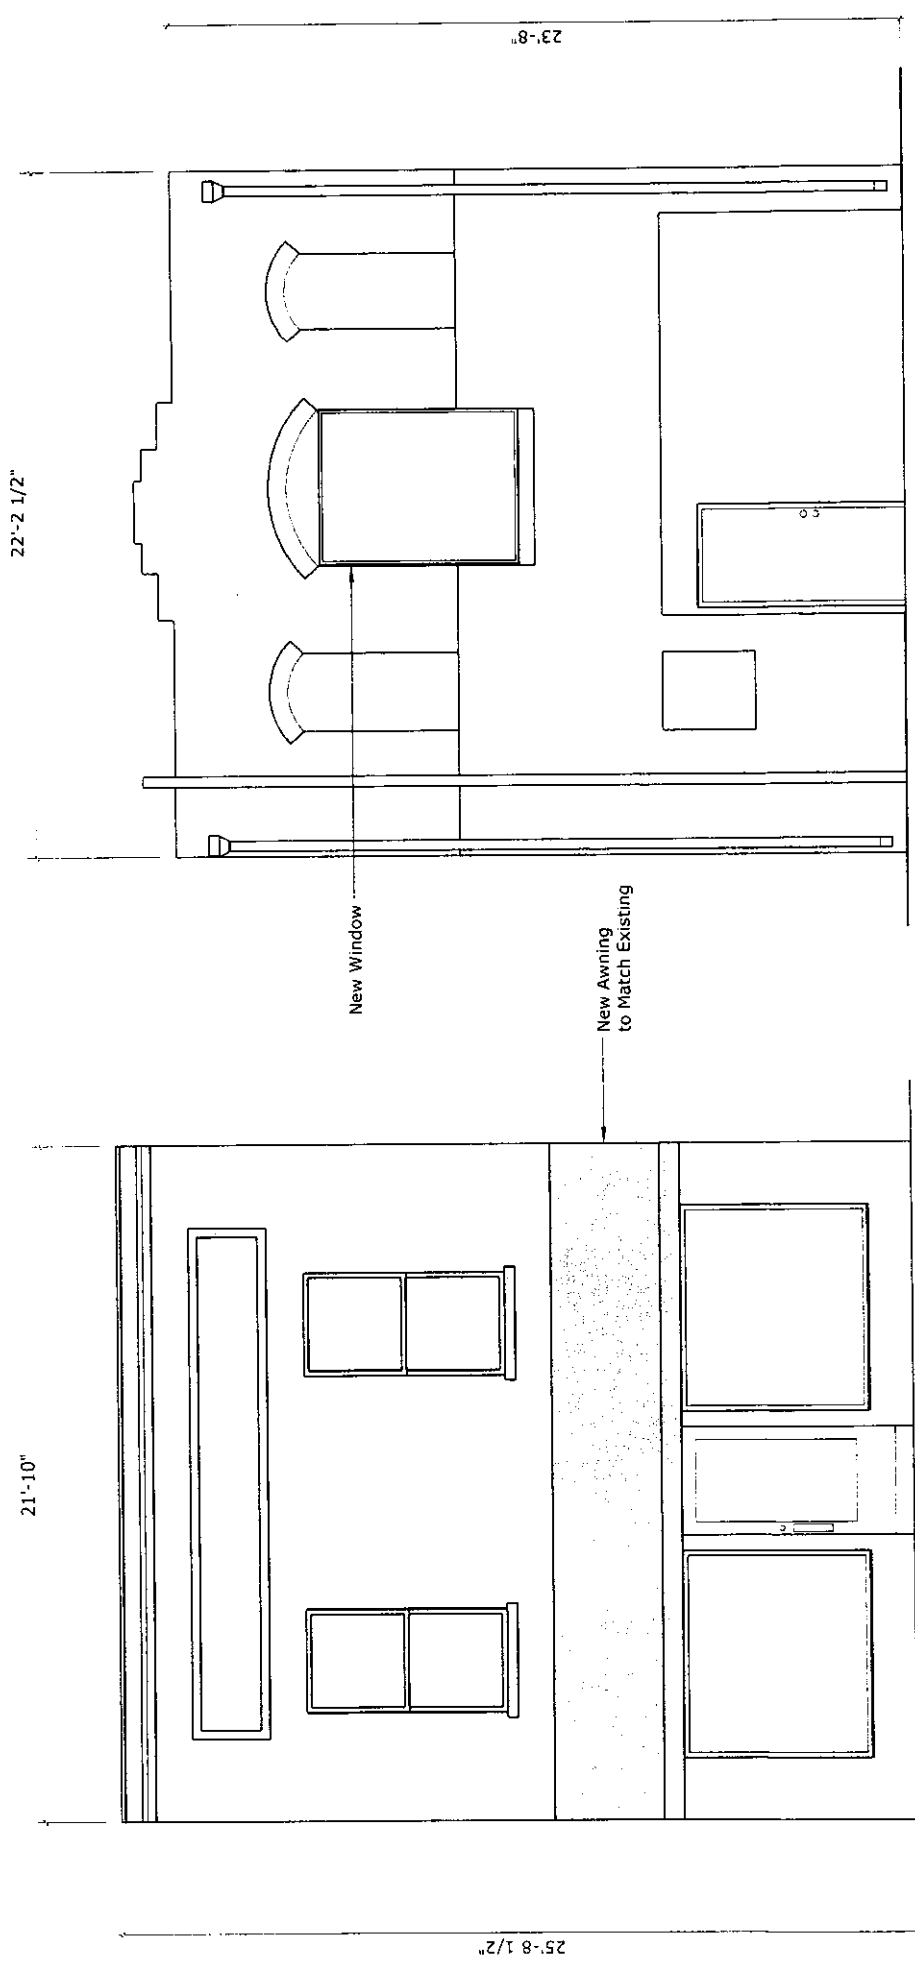 21'-10"
22'-2 1/2"
25'-8 1/2"
New Window
New Awning
to Match Existing
23'-8"